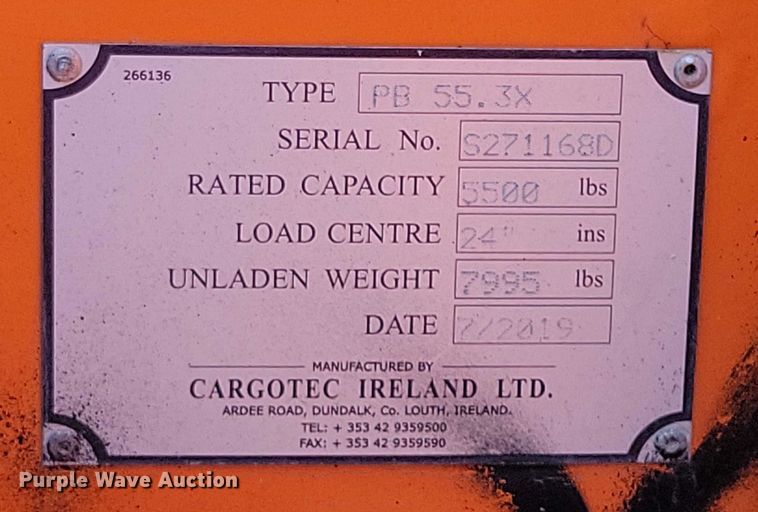 266136
TYPE PB 55.3X
SERIAL No. S271168D
RATED CAPACITY 5500 lbs
LOAD CENTRE 24" ins
UNLADEN WEIGHT 7995 lbs
DATE 7/2019
MANUFACTURED BY
CARGOTEC IRELAND LTD.
ARDEE ROAD, DUNDALK, Co. LOUTH, IRELAND.
TEL: + 353 42 9359500
FAX: + 353 42 9359590
Purple Wave Auction